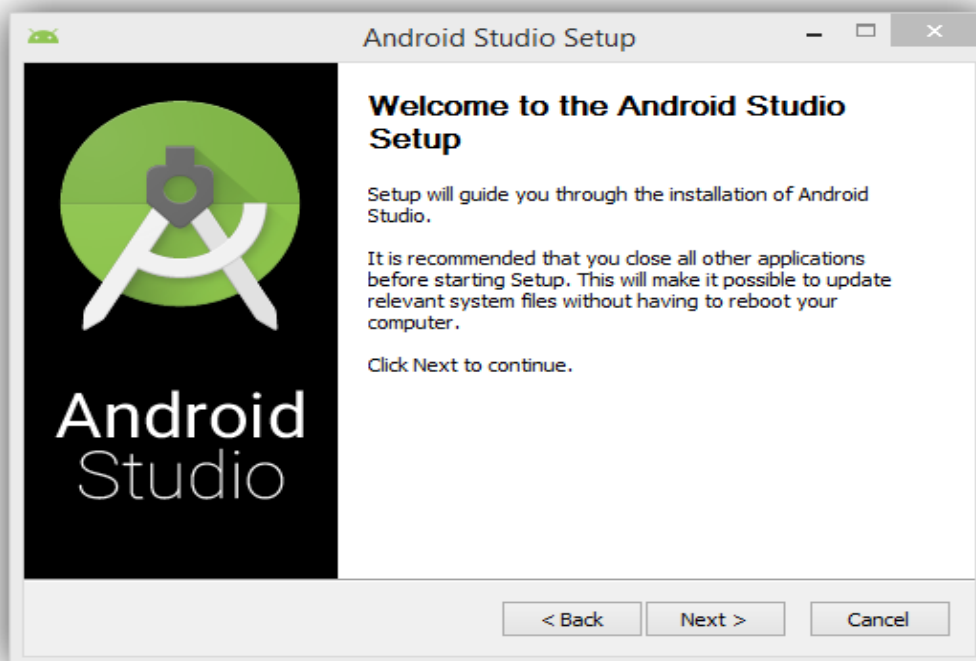 Android Studio Setup
Welcome to the Android Studio
Setup
Setup will guide you through the installation of Android
Studio.
It is recommended that you close all other applications
before starting Setup. This will make it possible to update
relevant system files without having to reboot your
computer.
Click Next to continue.
Android
Studio
< Back
Next >
Cancel